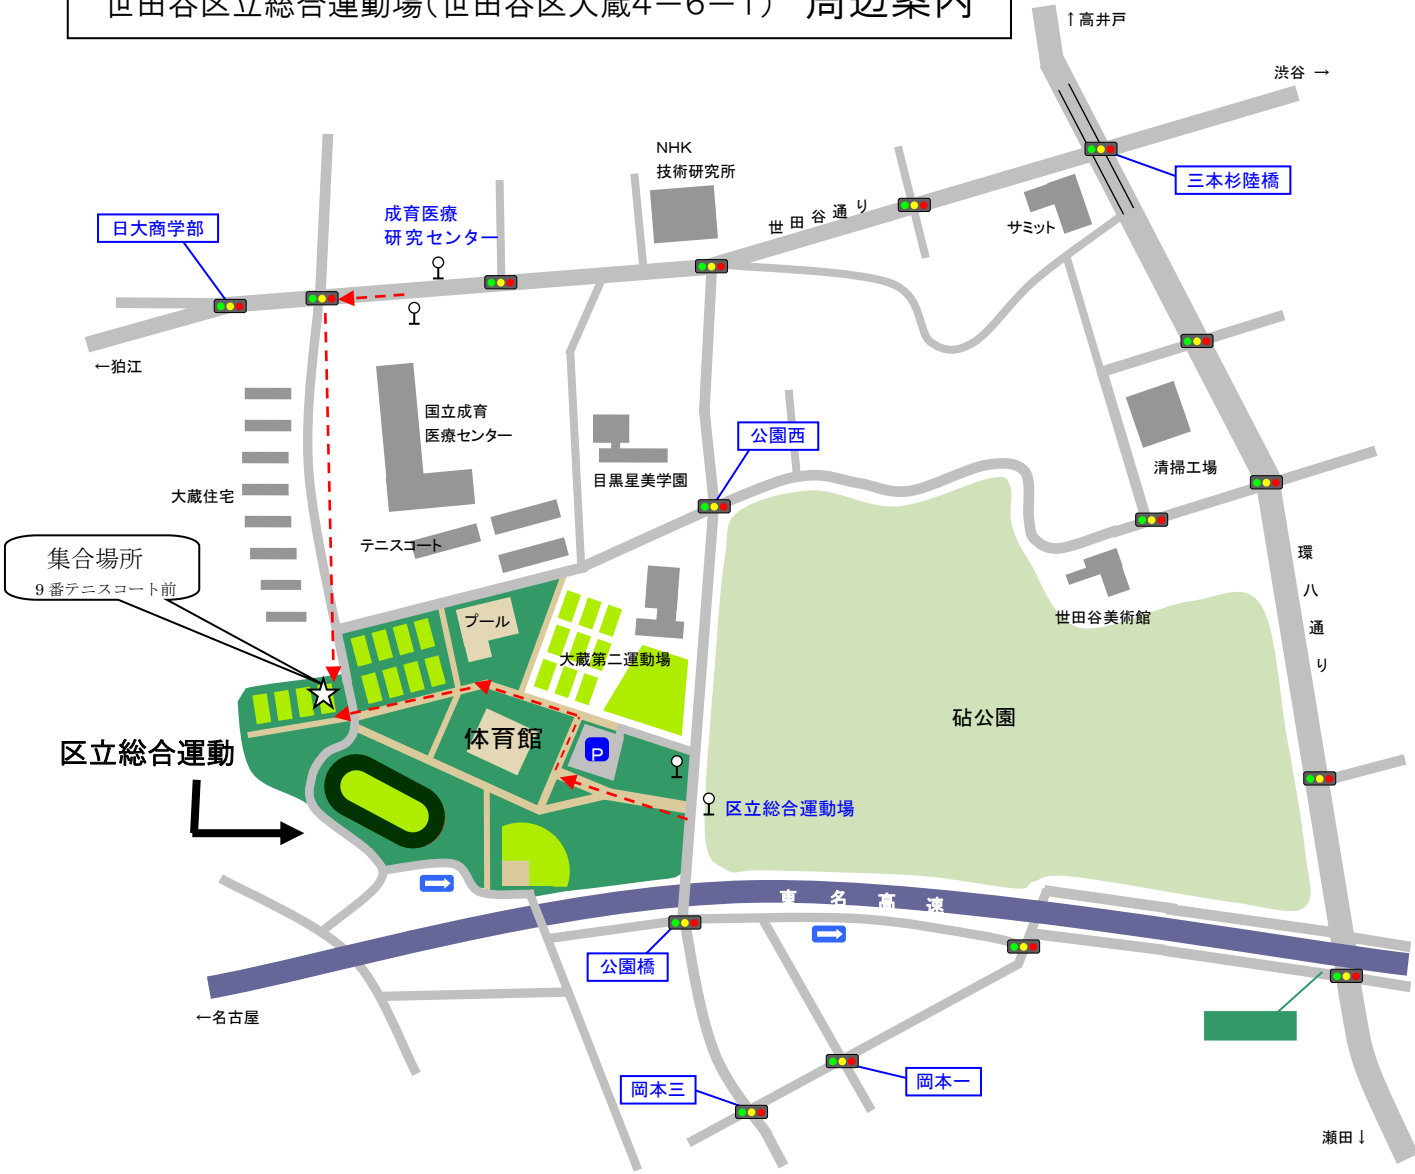 世田谷区立総合運動場（世田谷区大蔵4－6－1） 周辺案内
↑高井戸
渋谷 →
NHK
技術研究所
三本杉陸橋
世田谷通り
サミット
成育医療
研究センター
日大商学部
←狛江
国立成育
医療センター
公園西
目黒星美学園
清掃工場
大蔵住宅
テニスコート
集合場所
9番テニスコート前
環八通り
世田谷美術館
プール
大蔵第二運動場
砧公園
体育館
区立総合運動
P
区立総合運動場
東名高速
公園橋
←名古屋
岡本三
岡本一
瀬田↓